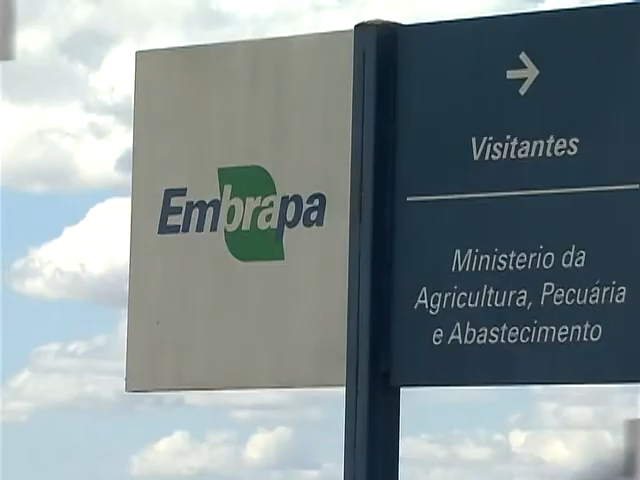 Embrapa
Visitantes
Ministerio da
Agricultura, Pecuária
e Abastecimento